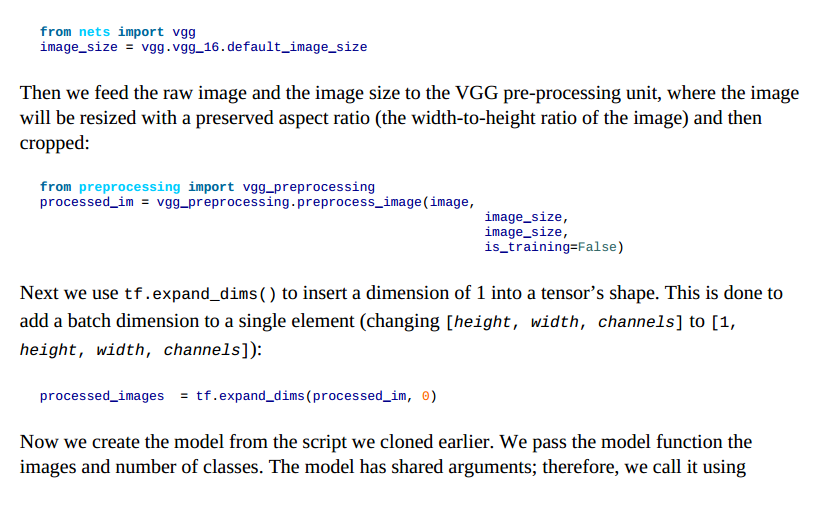 from nets import vgg
image_size = vgg.vgg_16.default_image_size
Then we feed the raw image and the image size to the VGG pre-processing unit, where the image
will be resized with a preserved aspect ratio (the width-to-height ratio of the image) and then
cropped:
from preprocessing import vgg_preprocessing
processed_im = vgg_preprocessing.preprocess_image(image,
image_size,
image_size,
is_training=False)
Next we use tf.expand_dims() to insert a dimension of 1 into a tensor’s shape. This is done to
add a batch dimension to a single element (changing [height, width, channels] to [1,
height, width, channels]):
processed_images  = tf.expand_dims(processed_im, 0)
Now we create the model from the script we cloned earlier. We pass the model function the
images and number of classes. The model has shared arguments; therefore, we call it using